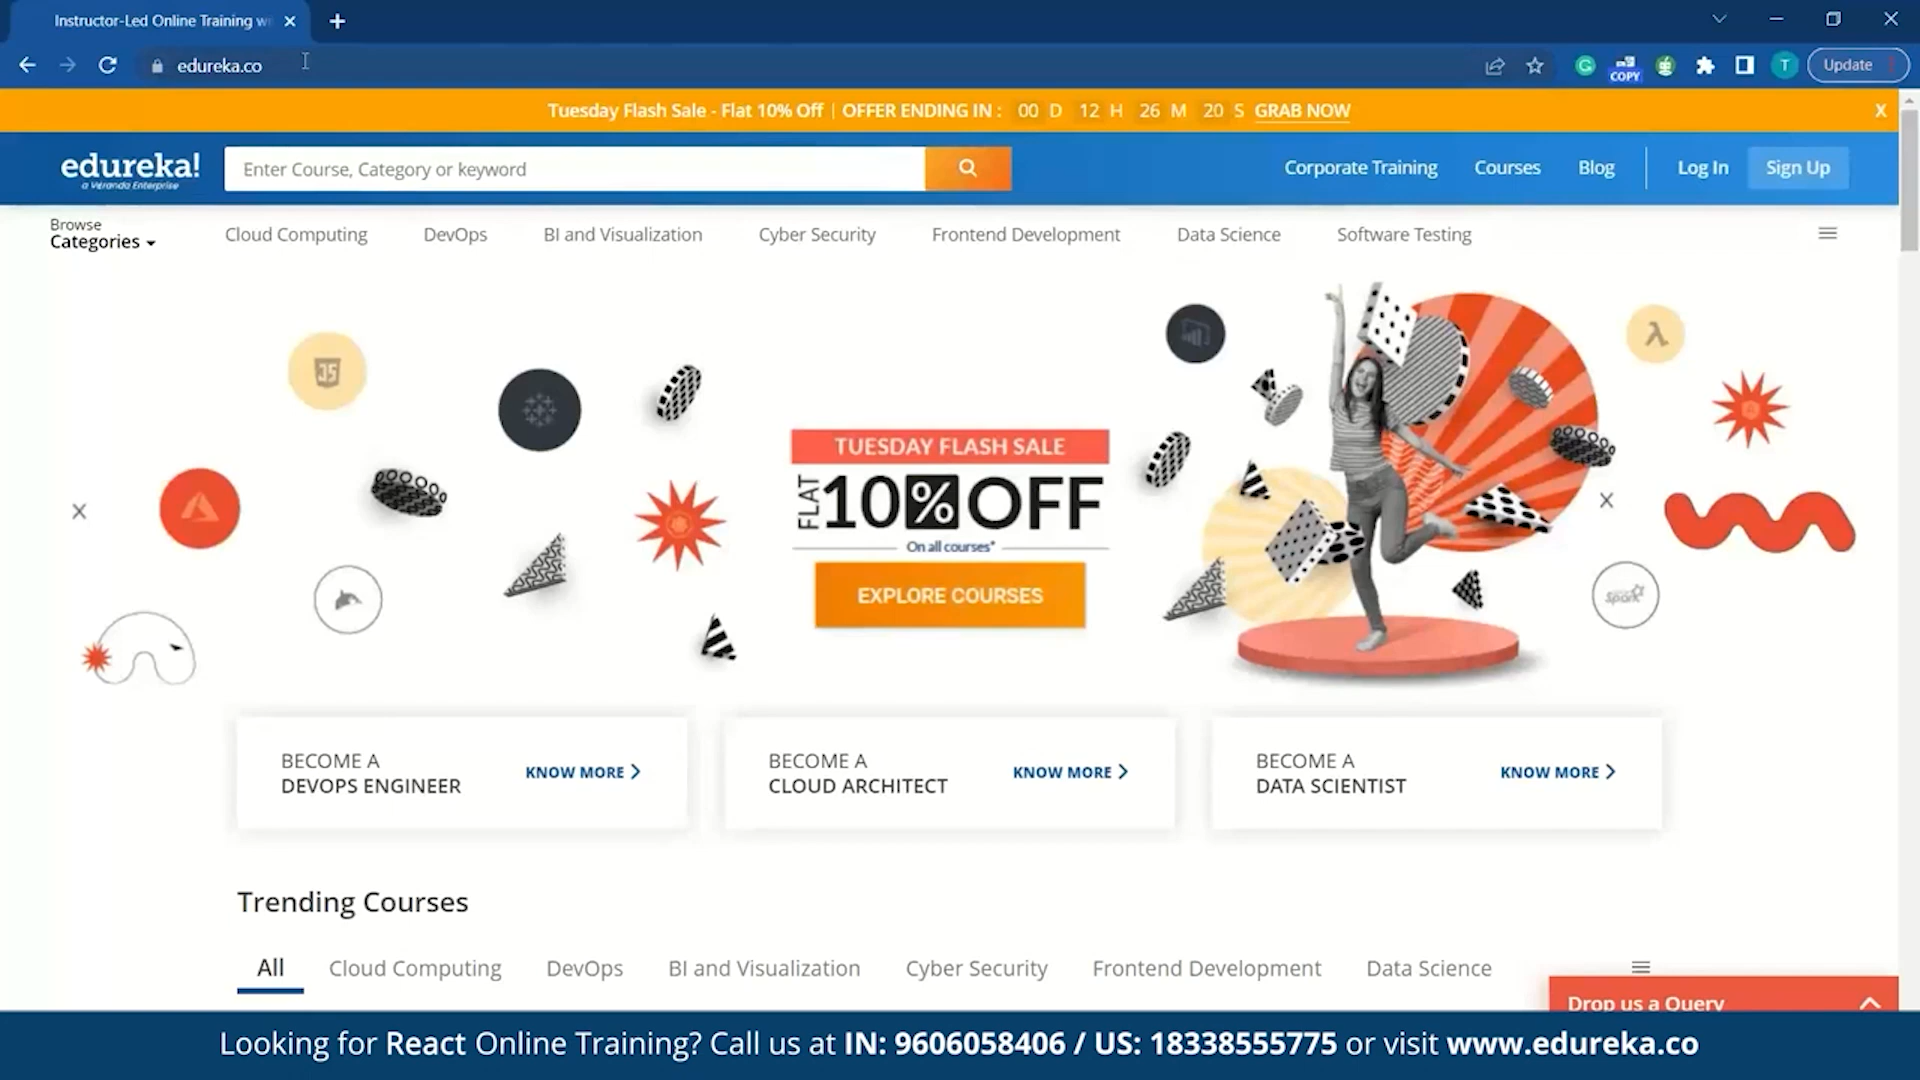 Instructor-Led Online Training w
edureka.co
COPY
T
Update
Tuesday Flash Sale - Flat 10% Off | OFFER ENDING IN : 00 D 12 H 26 M 20 S GRAB NOW
X
edureka!
a Veranda Enterprise
Enter Course, Category or keyword
Corporate Training
Courses
Blog
Log In
Sign Up
Browse
Categories
Cloud Computing
DevOps
BI and Visualization
Cyber Security
Frontend Development
Data Science
Software Testing
JS
λ
TUESDAY FLASH SALE
FLAT 10% OFF
On all courses*
EXPLORE COURSES
Spark
BECOME A
DEVOPS ENGINEER
KNOW MORE
BECOME A
CLOUD ARCHITECT
KNOW MORE
BECOME A
DATA SCIENTIST
KNOW MORE
Trending Courses
All
Cloud Computing
DevOps
BI and Visualization
Cyber Security
Frontend Development
Data Science
Drop us a Query
Looking for React Online Training? Call us at IN: 9606058406 / US: 18338555775 or visit www.edureka.co